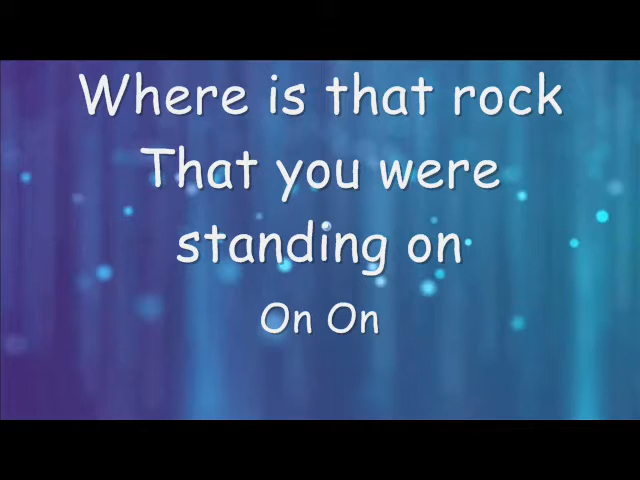 Where is that rock
That you were
standing on
On On